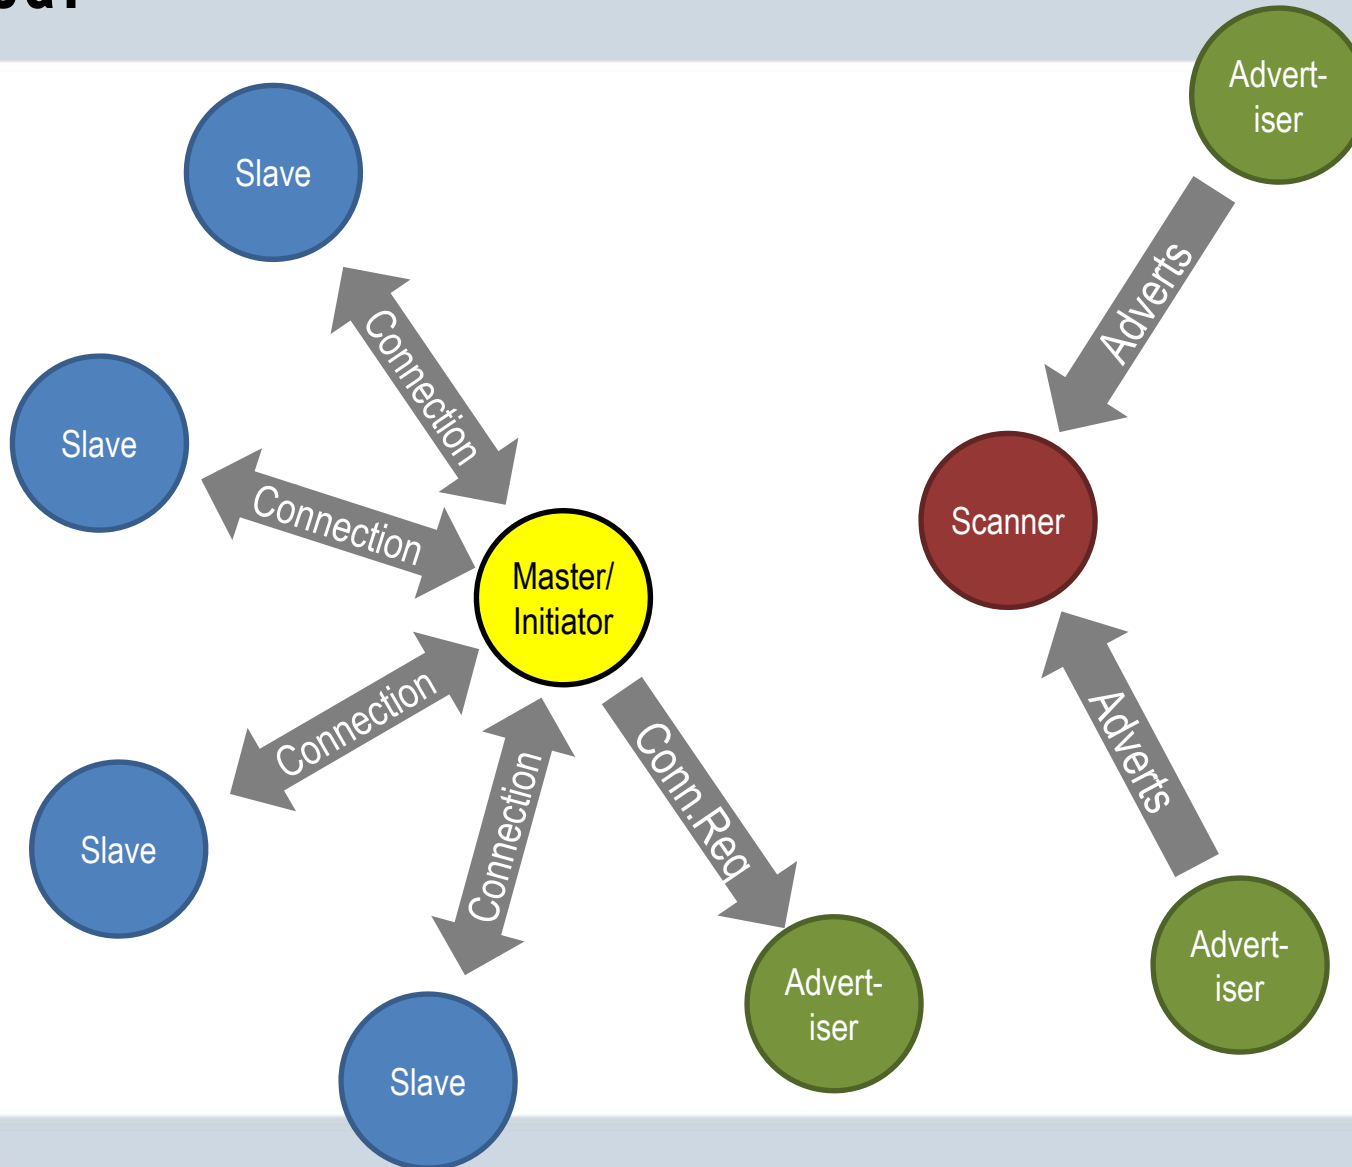 Advert-
iser
Slave
Adverts
Connection
Slave
Connection
Scanner
Master/
Initiator
Connection
Adverts
Conn.Req
Connection
Slave
Advert-
iser
Advert-
iser
Slave